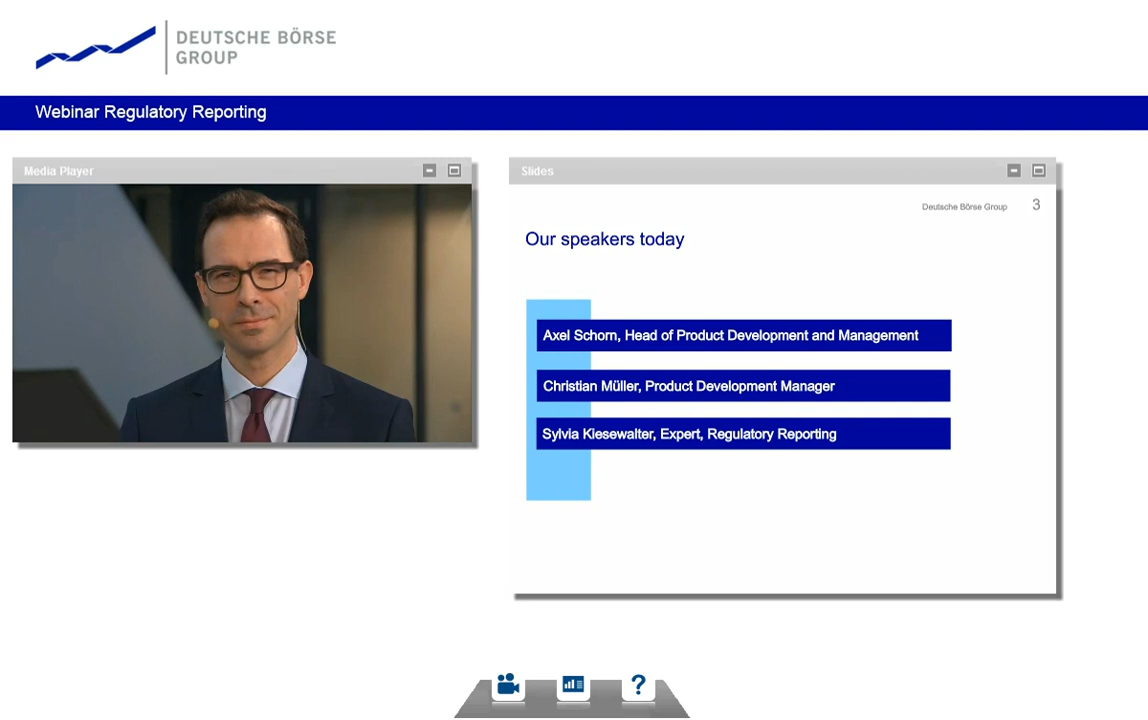 DEUTSCHE BÖRSE
GROUP
Webinar Regulatory Reporting
Media Player
Slides
Deutsche Börse Group 3
Our speakers today
Axel Schorn, Head of Product Development and Management
Christian Müller, Product Development Manager
Sylvia Kiesewalter, Expert, Regulatory Reporting
?